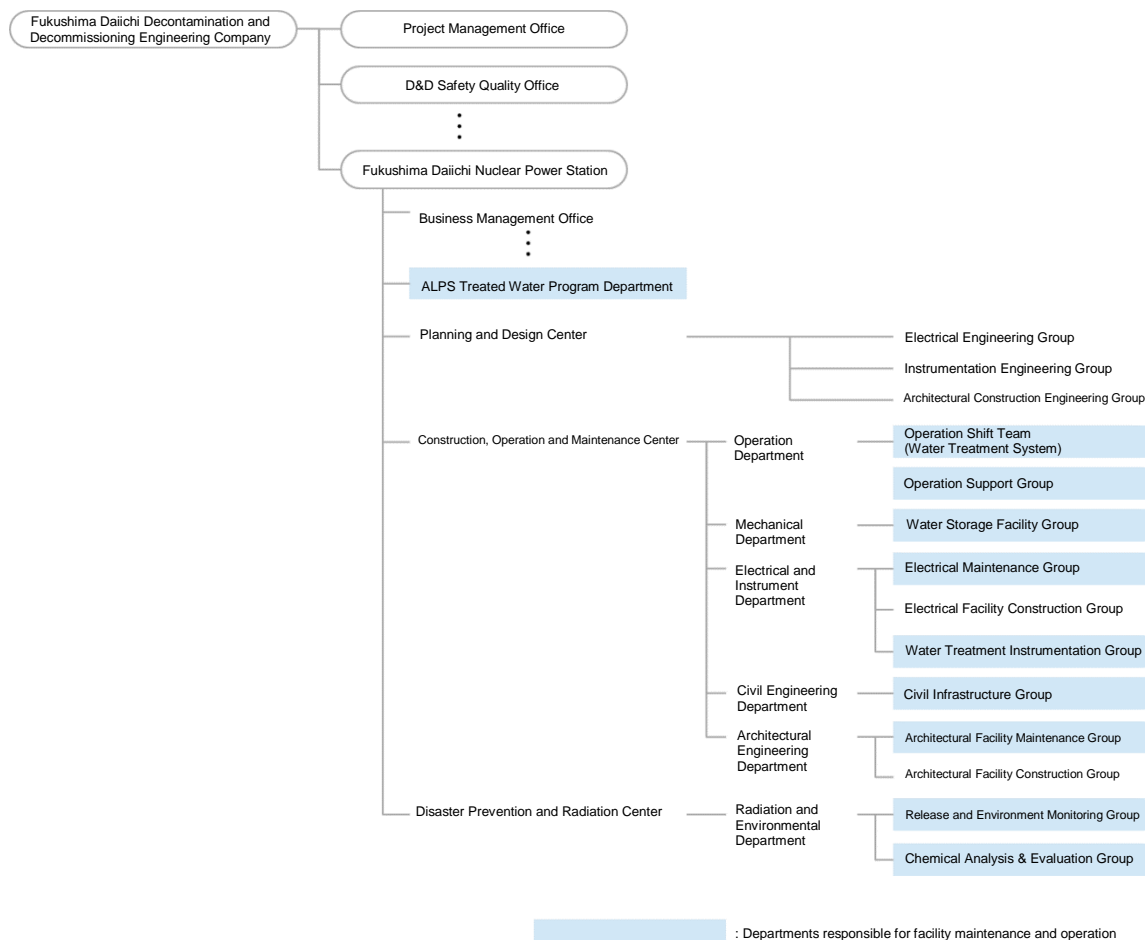 Fukushima Daiichi Decontamination and
Decommissioning Engineering Company
Project Management Office
D&D Safety Quality Office
Fukushima Daiichi Nuclear Power Station
Business Management Office
ALPS Treated Water Program Department
Planning and Design Center
Electrical Engineering Group
Instrumentation Engineering Group
Architectural Construction Engineering Group
Construction, Operation and Maintenance Center
Operation
Department
Operation Shift Team
(Water Treatment System)
Operation Support Group
Mechanical
Department
Water Storage Facility Group
Electrical and
Instrument
Department
Electrical Maintenance Group
Electrical Facility Construction Group
Water Treatment Instrumentation Group
Civil Engineering
Department
Civil Infrastructure Group
Architectural
Engineering
Department
Architectural Facility Maintenance Group
Architectural Facility Construction Group
Disaster Prevention and Radiation Center
Radiation and
Environmental
Department
Release and Environment Monitoring Group
Chemical Analysis & Evaluation Group
: Departments responsible for facility maintenance and operation